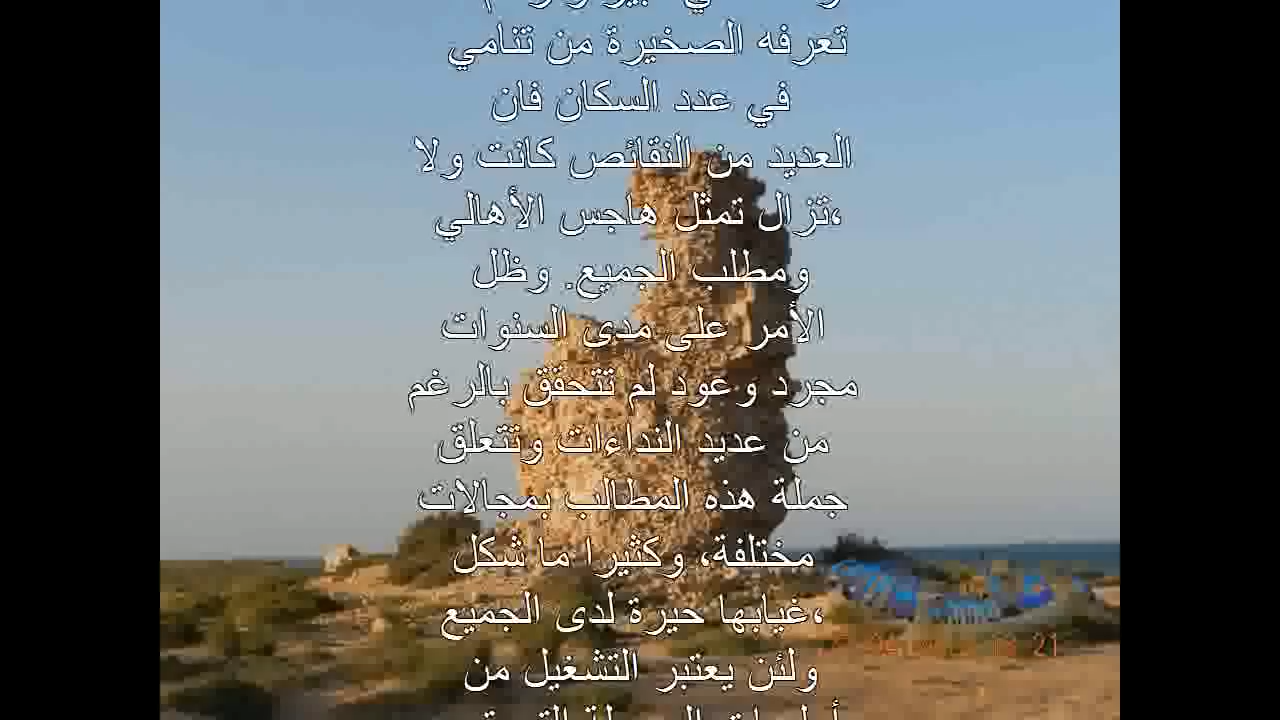 تعرفه الصخيرة من تنامي
في عدد السكان فان
العديد من النقائص كانت ولا
تزال تمثل هاجس الأهالي،
ومطلب الجميع. وظل
الأمر على مدى السنوات
مجرد وعود لم تتحقق بالرغم
من عديد النداءات وتتعلق
جملة هذه المطالب بمجالات
مختلفة، وكثيرا ما شكل
غيابها حيرة لدى الجميع،
ولئن يعتبر التشغيل من